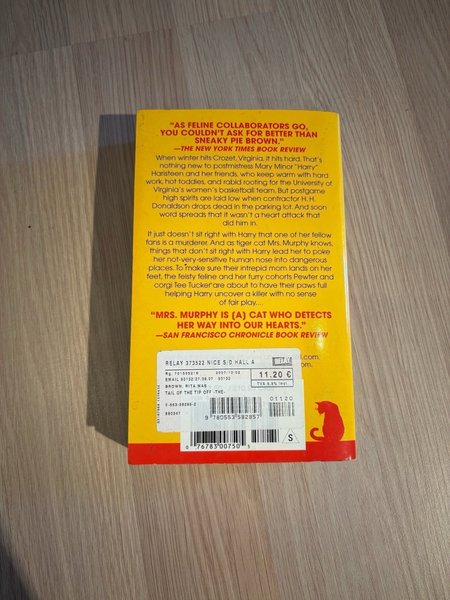 "AS FELINE COLLABORATORS GO,
YOU COULDN'T ASK FOR BETTER THAN
SNEAKY PIE BROWN."
—THE NEW YORK TIMES BOOK REVIEW
When winter hits Crozet, Virginia, it hits hard. That's
nothing new to postmistress Mary Minor "Harry"
Haristeen and her friends, who keep warm with hard
work, hot toddies, and rabid rooting for the University of
Virginia's women's basketball team. But postgame
high spirits are laid low when contractor H. H.
Donaldson drops dead in the parking lot. And soon
word spreads that it wasn't a heart attack that
did him in.
It just doesn't sit right with Harry that one of her fellow
fans is a murderer. And as tiger cat Mrs. Murphy knows,
things that don't sit right with Harry lead her to poke
her not-very-sensitive human nose into dangerous
places. To make sure their intrepid mom lands on her
feet, the feisty feline and her furry cohorts Pewter and
corgi Tee Tucker are about to have their paws full
helping Harry uncover a killer with no sense
of fair play....
"MRS. MURPHY IS [A] CAT WHO DETECTS
HER WAY INTO OUR HEARTS."
—SAN FRANCISCO CHRONICLE BOOK REVIEW
RELAY 373522 NICE S/D HALL A
11.20 €
TVA 5.5% incl.
BROWN, RITA MAE
TAIL OF THE TIP OFF -THE-
01120
9 780553 582857
0 76783 00750 5
S